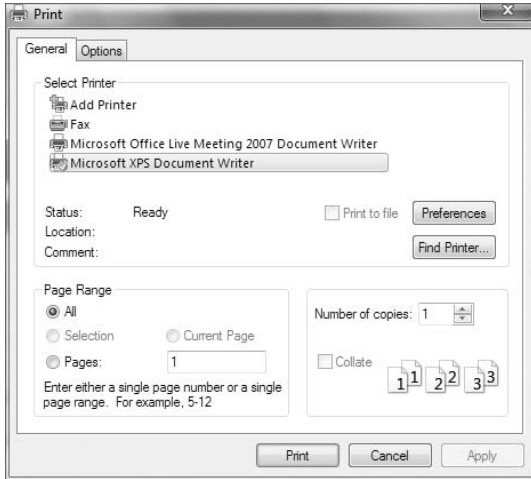 Print
General Options
Select Printer
Add Printer
Fax
Microsoft Office Live Meeting 2007 Document Writer
Microsoft XPS Document Writer
Status: Ready Print to file Preferences
Location:
Comment: Find Printer...
Page Range
All
Selection Current Page
Pages: 1
Enter either a single page number or a single
page range. For example, 5-12
Number of copies: 1
Collate
1 1 2 2 3 3
Print Cancel Apply